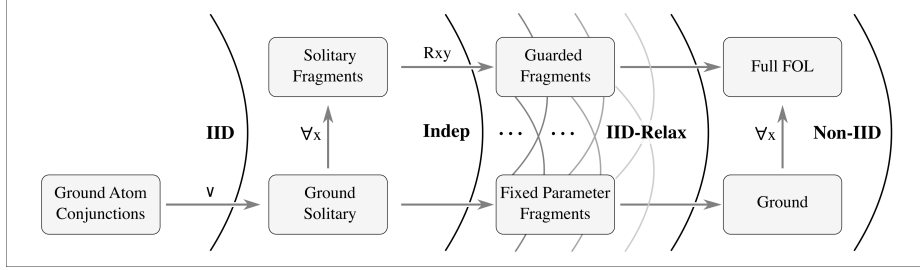 Solitary
Fragments
Rxy
Guarded
Fragments
Full FOL
IID
∀x
Indep
...
...
IID-Relax
∀x
Non-IID
Ground Atom
Conjunctions
∨
Ground
Solitary
Fixed Parameter
Fragments
Ground